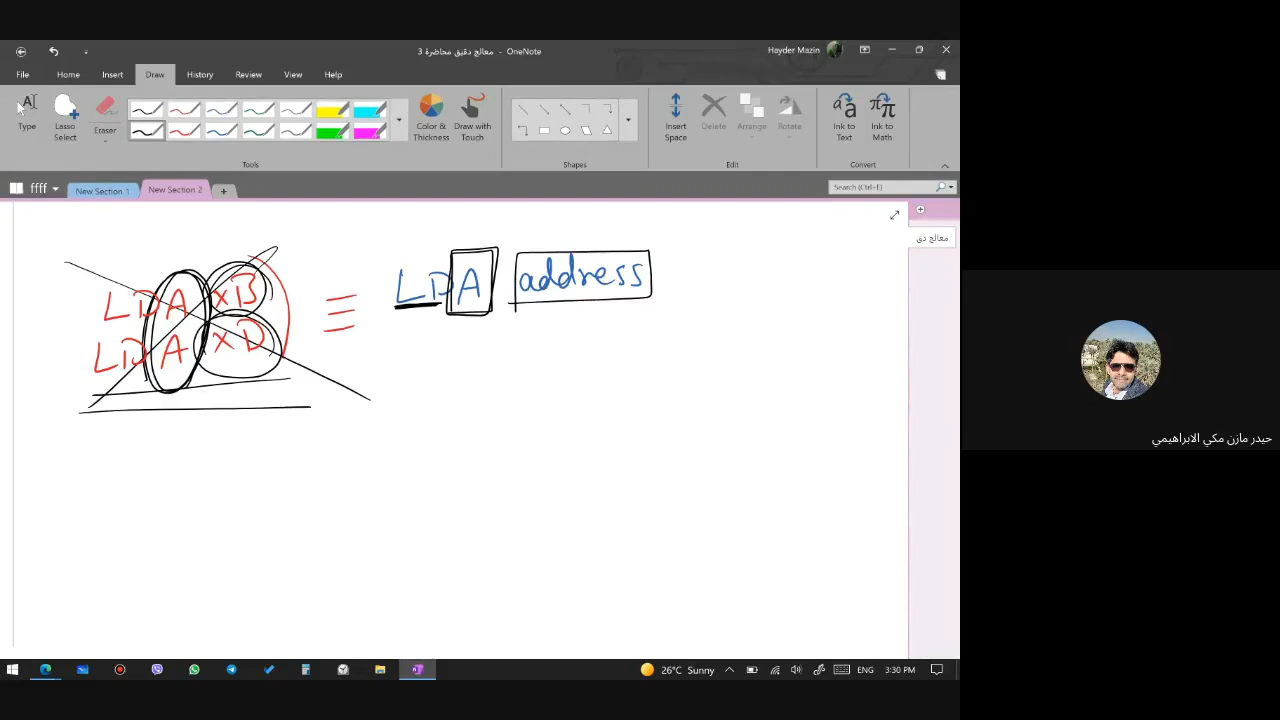 معالج دقيق محاضرة 3 - OneNote
Hayder Mazin
File Home Insert Draw History Review View Help
Type
Lasso Select
Eraser
Color & Thickness
Draw with Touch
Insert Space
Delete
Arrange
Rotate
Ink to Text
Ink to Math
Tools
Shapes
Edit
Convert
ffff
New Section 1
New Section 2
Search (Ctrl+E)
معالج دق
LDA XB
LDA XD
≡
LDA address
حيدر مازن مكي الابراهيمي
26°C Sunny
ENG
3:30 PM